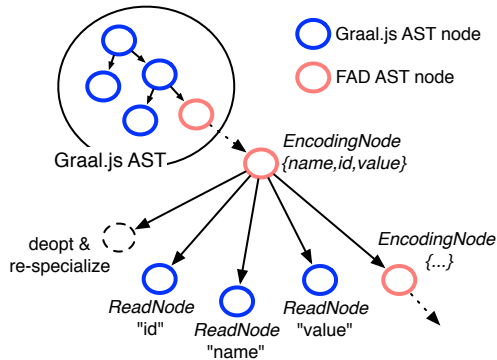 Graal.js AST node
FAD AST node
Graal.js AST
EncodingNode
{name,id,value}
deopt &
re-specialize
EncodingNode
{...}
ReadNode
"id"
ReadNode
"name"
ReadNode
"value"